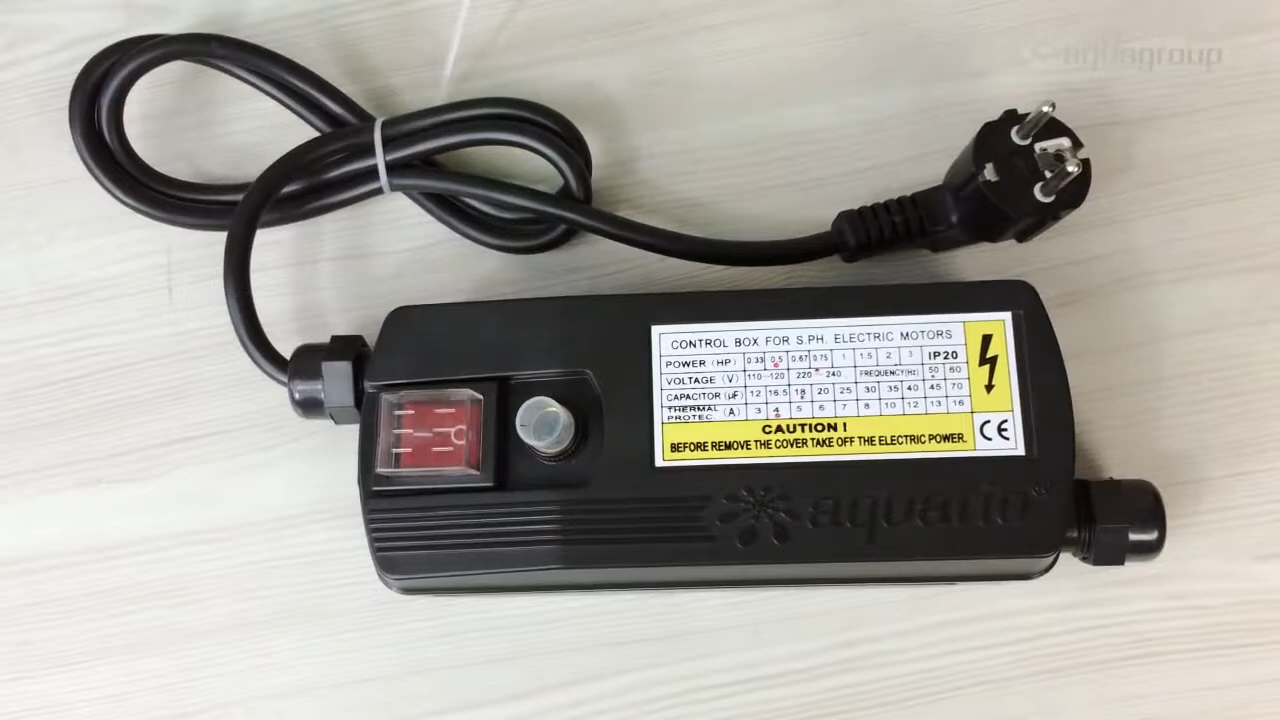 aquagroup
CONTROL BOX FOR S.PH. ELECTRIC MOTORS
POWER (HP) 0.33 0.5 0.67 0.75 1 1.5 2 3 IP20
VOLTAGE (V) 110~120 220~240 FREQUENCY(Hz) 50 60
CAPACITOR (µF) 12 16.5 18 20 25 30 35 40 45 70
THERMAL
PROTEC. (A) 3 4 5 6 7 8 10 12 13 16
CAUTION !
BEFORE REMOVE THE COVER TAKE OFF THE ELECTRIC POWER.
CE
aquario®